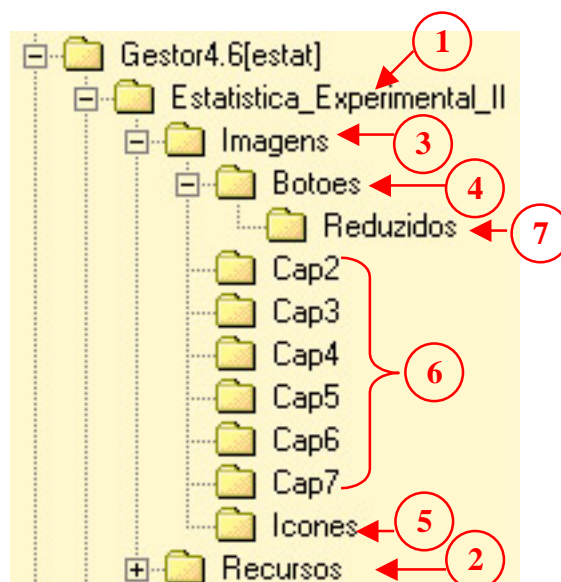 Gestor4.6[estat]
1
Estatistica_Experimental_II
Imagens 3
Botoes 4
Reduzidos 7
Cap2
Cap3
Cap4
6
Cap5
Cap6
Cap7
Icones 5
Recursos 2